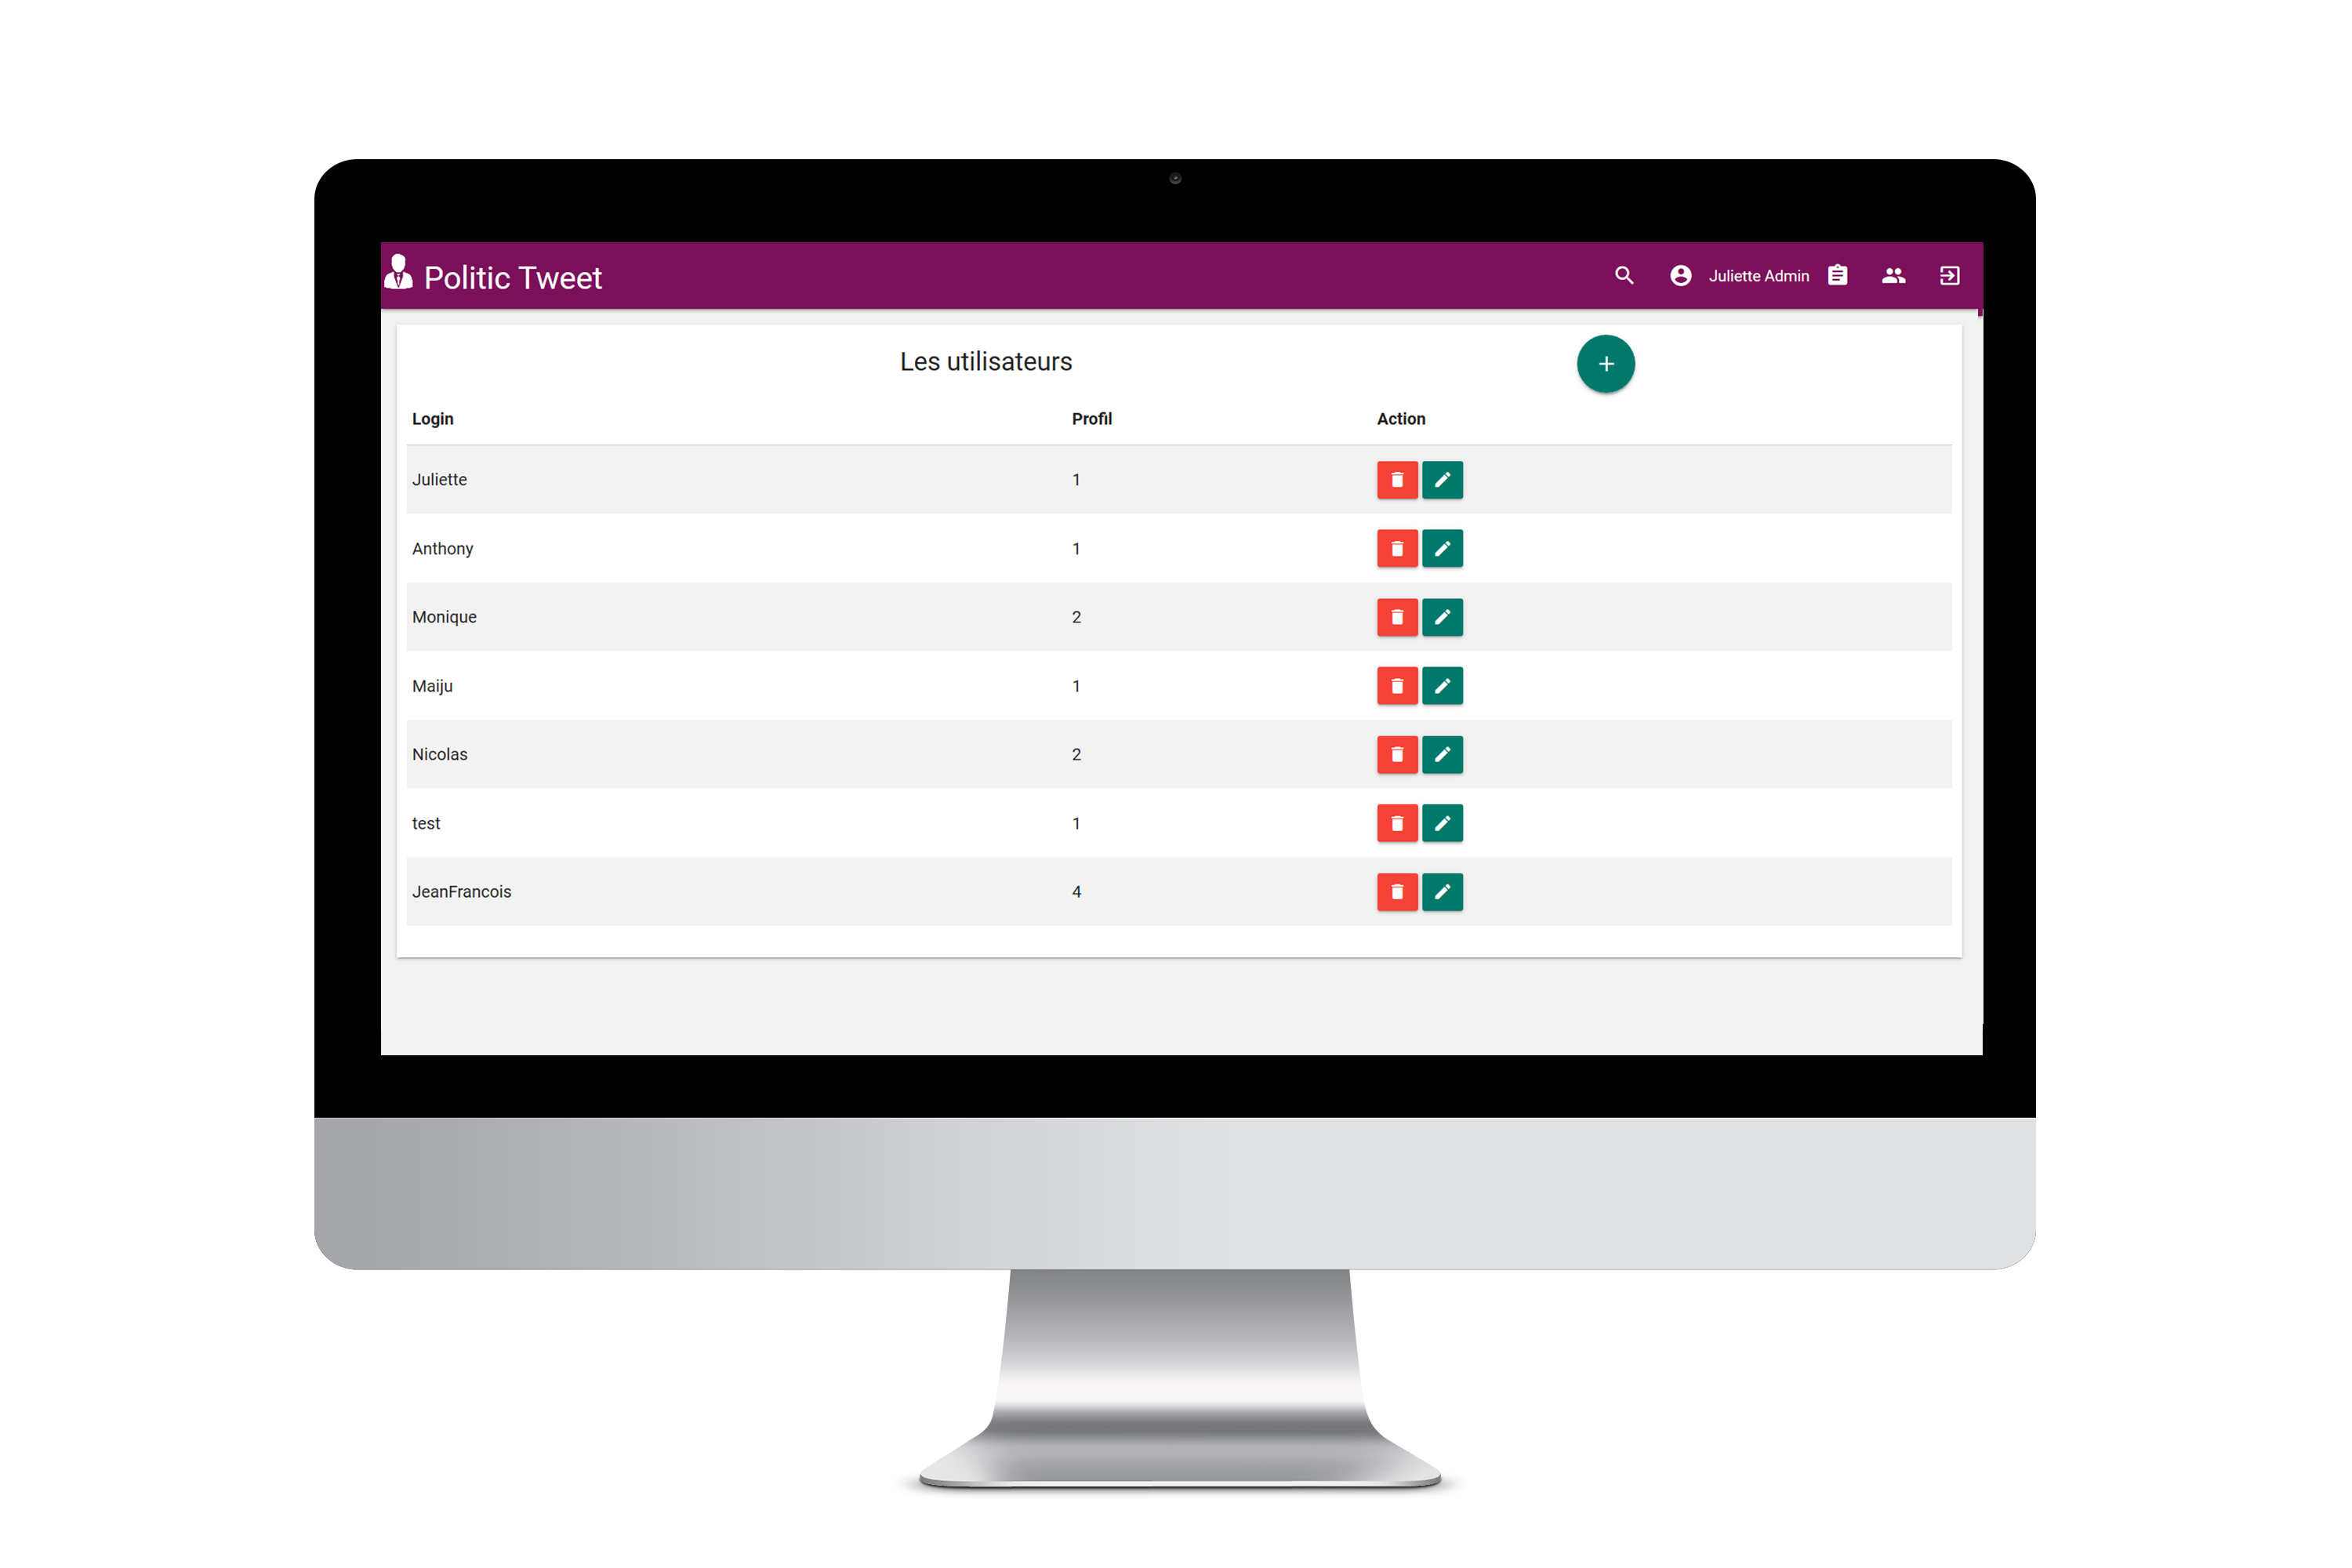 Politic Tweet
Juliette Admin
Les utilisateurs
Login Profil Action
Juliette 1
Anthony 1
Monique 2
Maiju 1
Nicolas 2
test 1
JeanFrancois 4